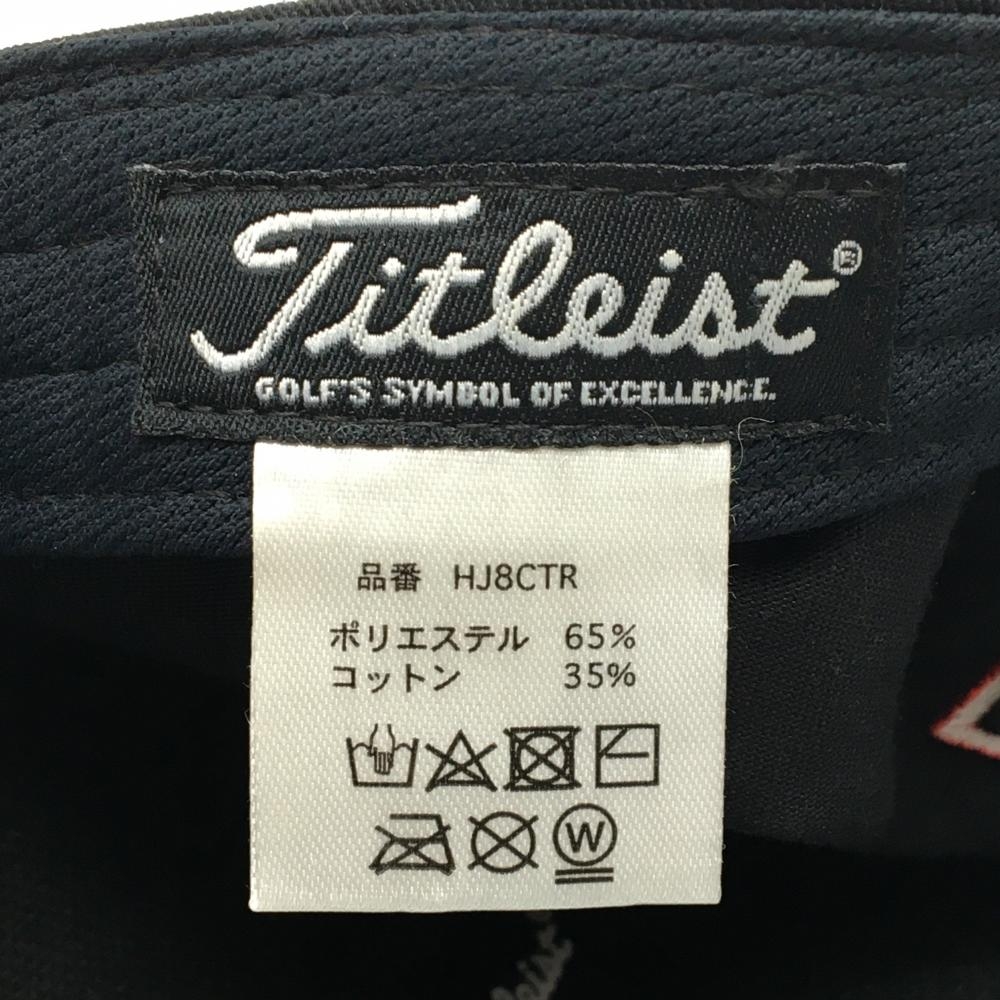 Titleist®
GOLF'S SYMBOL OF EXCELLENCE.
品番 HJ8CTR
ポリエステル 65%
コットン 35%
W
leist